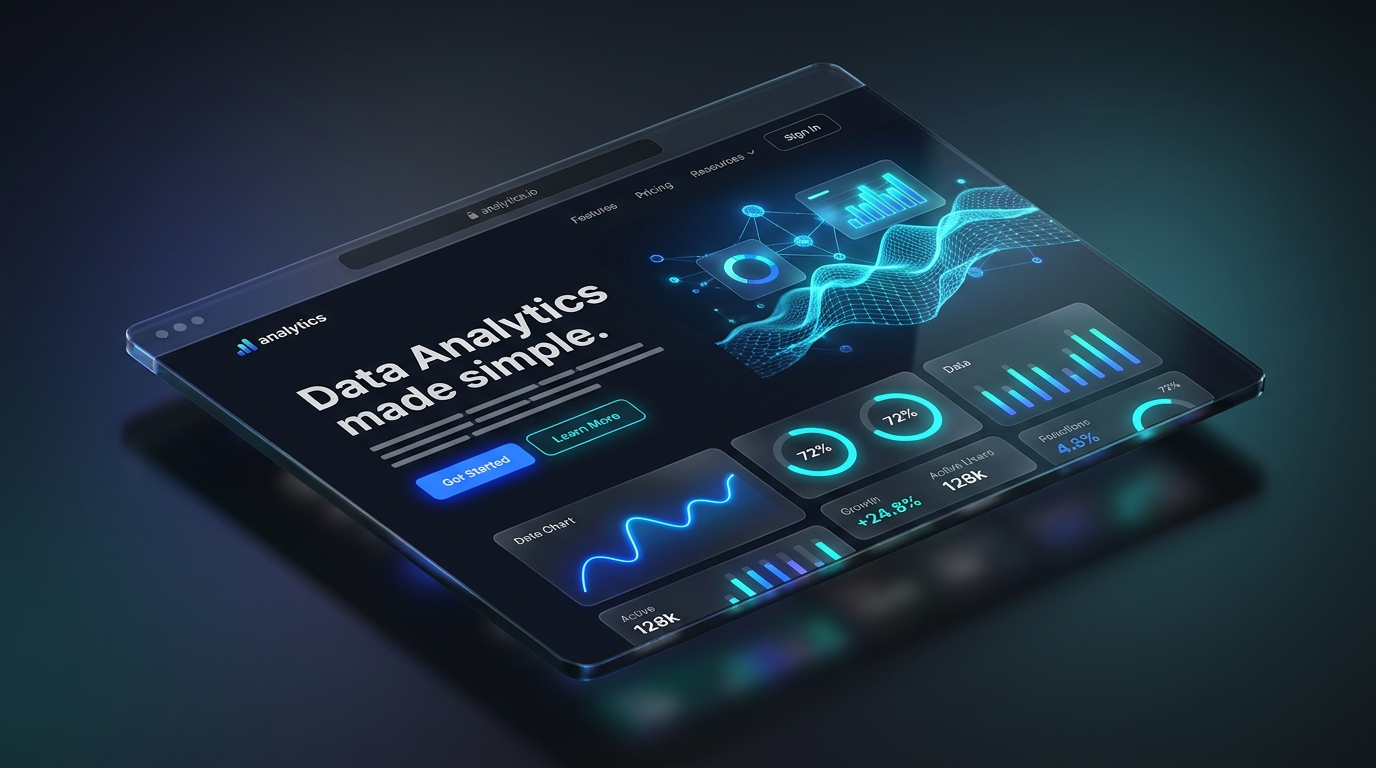 analytics.io
Features
Pricing
Resources
Sign In
analytics
Data Analytics
made simple.
Got Started
Learn More
Data Chart
72%
72%
Data
Growth
+24.8%
Active Users
128k
Functions
4.8%
72%
Active
128k